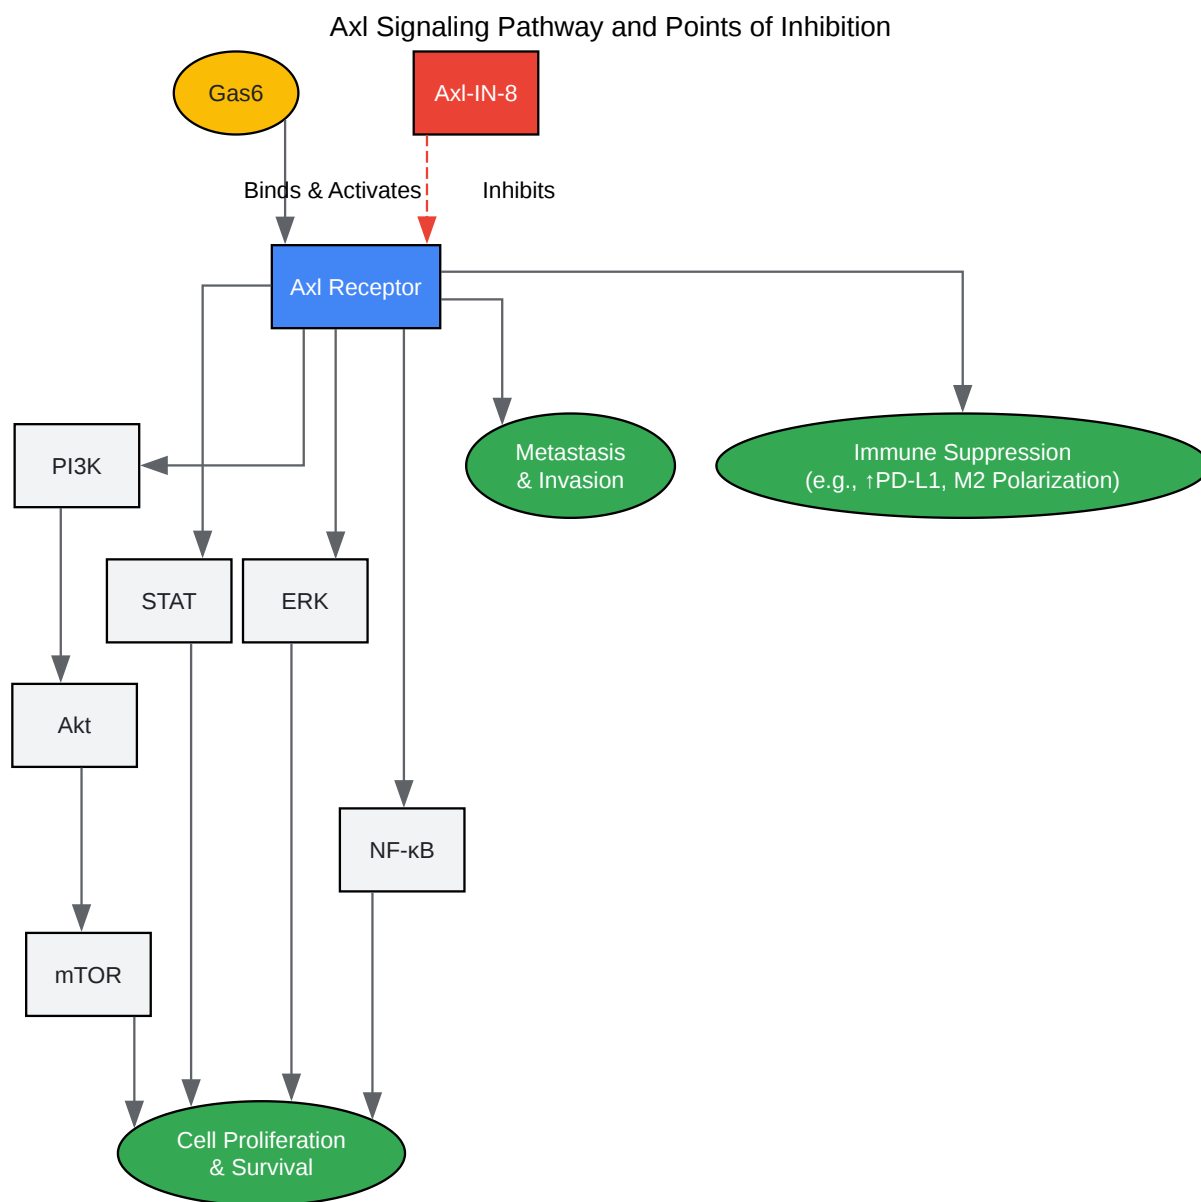 Axl Signaling Pathway and Points of Inhibition
Gas6
Axl-IN-8
Binds & Activates
Inhibits
Axl Receptor
PI3K
Metastasis
& Invasion
Immune Suppression
(e.g., ↑PD-L1, M2 Polarization)
STAT
ERK
Akt
NF-κB
mTOR
Cell Proliferation
& Survival